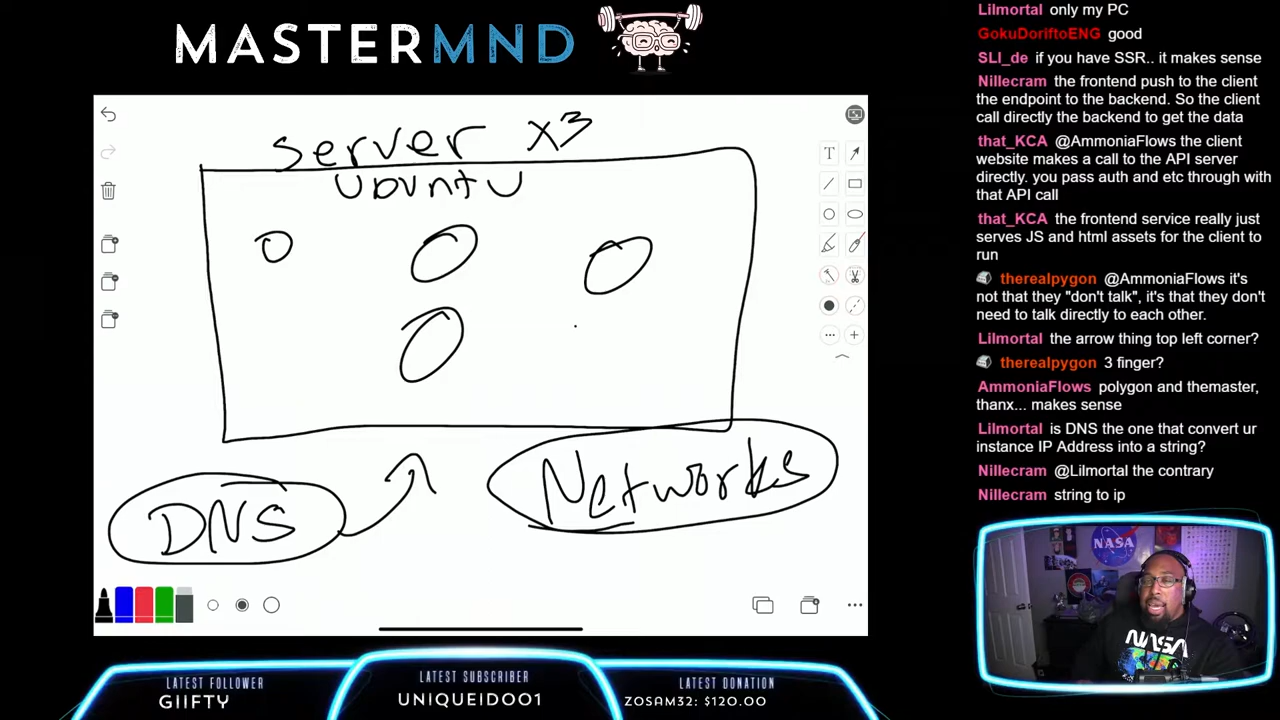 MASTERMND
server x3
UbuntU
DNS
Networks
T
Lilmortal only my PC
GokuDoriftoENG good
SLI_de if you have SSR.. it makes sense
Nillecram the frontend push to the client
the endpoint to the backend. So the client
call directly the backend to get the data
that_KCA @AmmoniaFlows the client
website makes a call to the API server
directly. you pass auth and etc through with
that API call
that_KCA the frontend service really just
serves JS and html assets for the client to
run
therealpygon @AmmoniaFlows it's
not that they "don't talk", it's that they don't
need to talk directly to each other.
Lilmortal the arrow thing top left corner?
therealpygon 3 finger?
AmmoniaFlows polygon and themaster,
thanx... makes sense
Lilmortal is DNS the one that convert ur
instance IP Address into a string?
Nillecram @Lilmortal the contrary
Nillecram string to ip
NASA
NASA
LATEST FOLLOWER
GIIFTY
LATEST SUBSCRIBER
UNIQUEID001
LATEST DONATION
ZOSAM32: $120.00